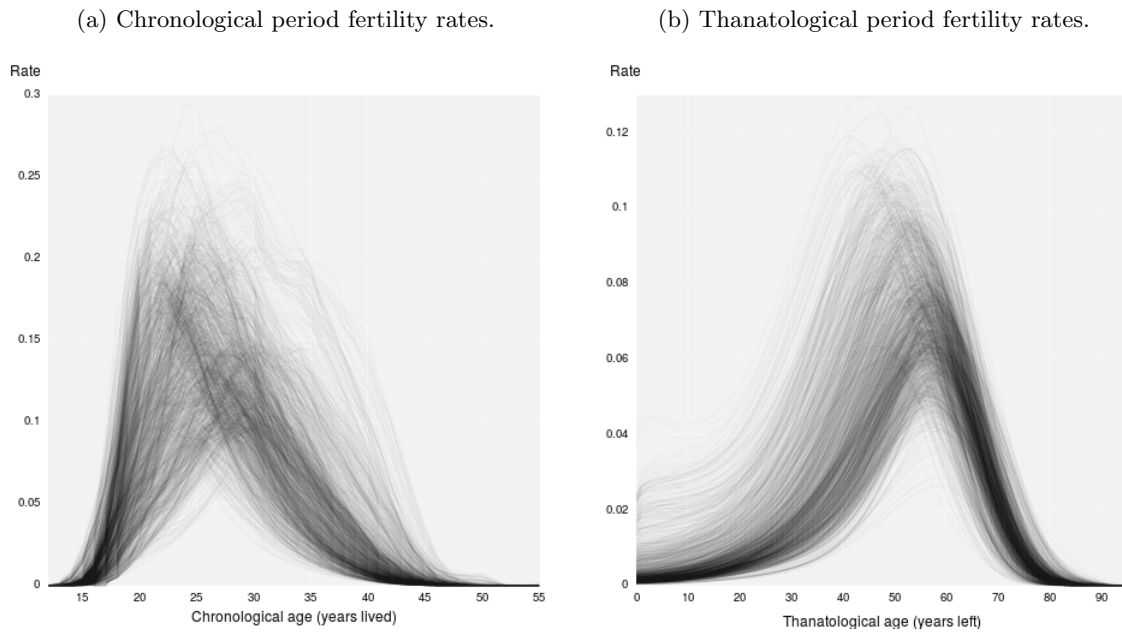 (a) Chronological period fertility rates.
Rate
0.3
0.25
0.2
0.15
0.1
0.05
0
15 20 25 30 35 40 45 50 55
Chronological age (years lived)
(b) Thanatological period fertility rates.
Rate
0.12
0.1
0.08
0.06
0.04
0.02
0
0 10 20 30 40 50 60 70 80 90
Thanatological age (years left)